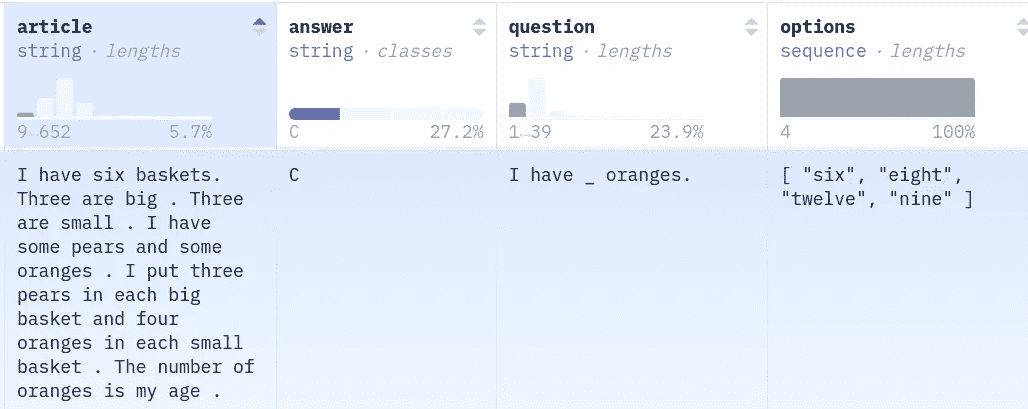 article answer question options
string · lengths string · classes string · lengths sequence · lengths
9↔652 5.7% C 27.2% 1↔39 23.9% 4 100%
I have six baskets. C I have _ oranges. [ "six", "eight",
Three are big . Three "twelve", "nine" ]
are small . I have
some pears and some
oranges . I put three
pears in each big
basket and four
oranges in each small
basket . The number of
oranges is my age .